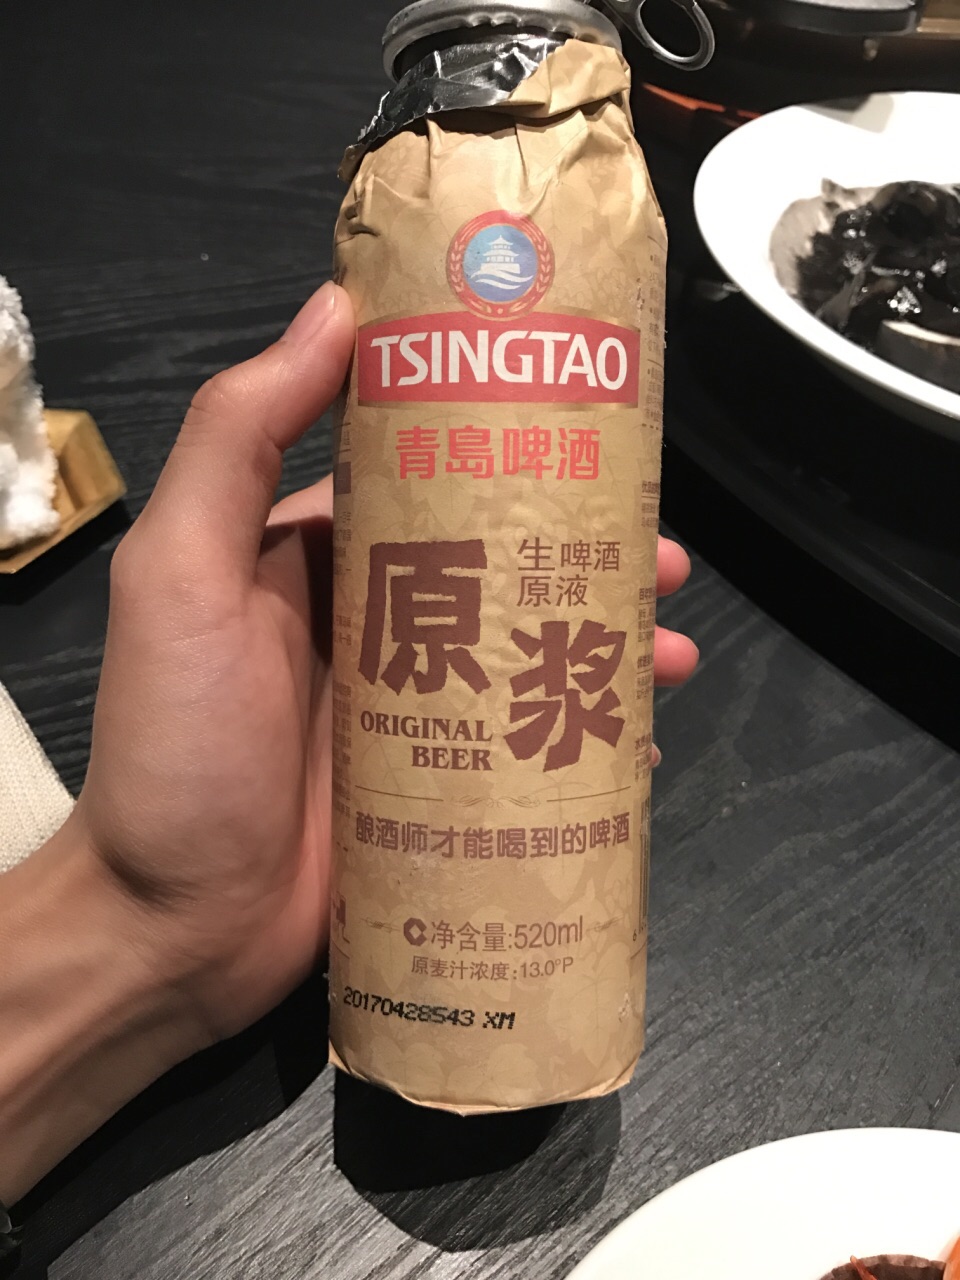 TSINGTAO
青島啤酒
原浆
生啤酒
原液
ORIGINAL
BEER
酿酒师才能喝到的啤酒
净含量:520ml
原麦汁浓度:13.0°P
20170428543 XM